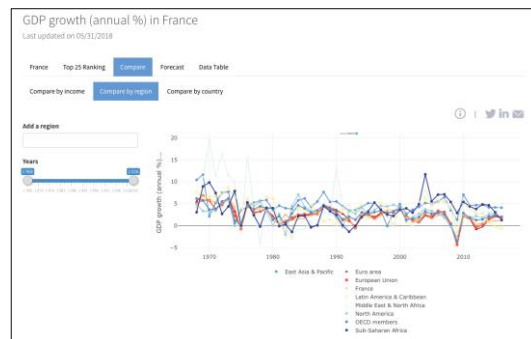 GDP growth (annual %) in France
Last updated on 05/31/2018
France Top 25 Ranking Compare Forecast Data Table
Compare by income Compare by region Compare by country
Add a region
Years
GDP growth (annual %)...
20
15
10
5
0
−5
1970 1980 1990 2000 2010
East Asia & Pacific
Euro area
European Union
France
Latin America & Caribbean
Middle East & North Africa
North America
OECD members
Sub-Saharan Africa